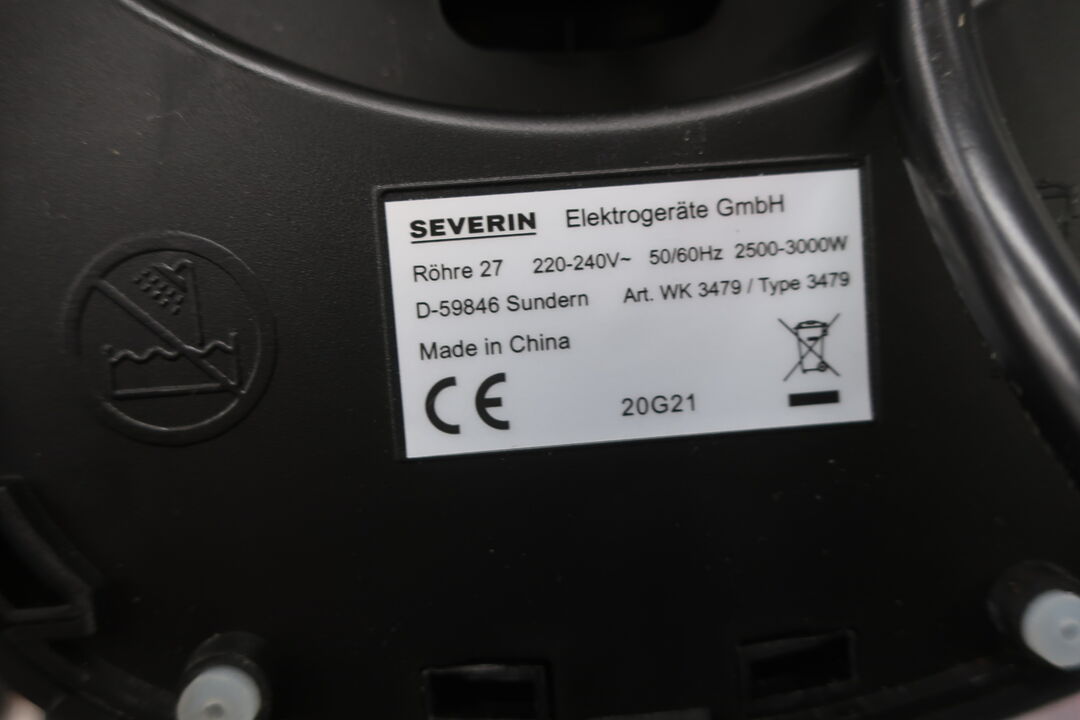 SEVERIN Elektrogeräte GmbH
Röhre 27 220-240V~ 50/60Hz 2500-3000W
D-59846 Sundern Art. WK 3479 / Type 3479
Made in China
CE 20G21